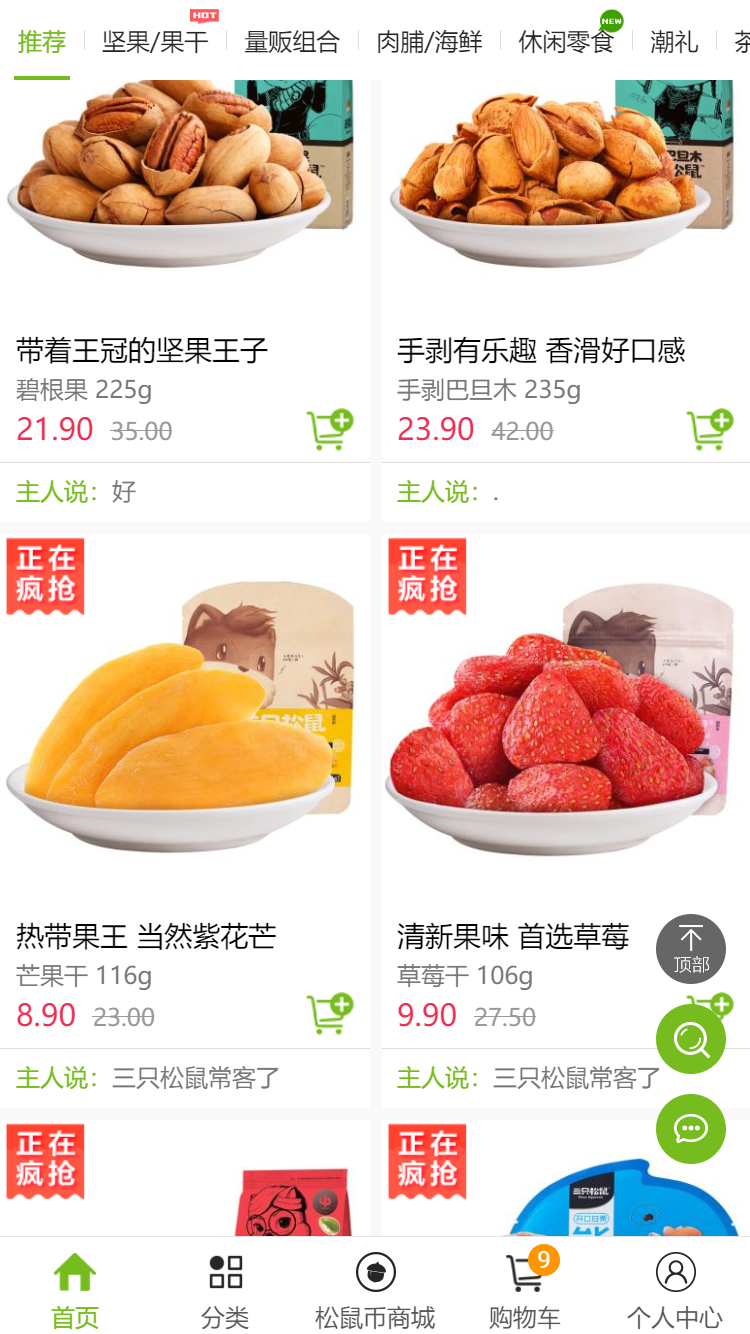 HOT
NEW
推荐 坚果/果干 量贩组合 肉脯/海鲜 休闲零食 潮礼
带着王冠的坚果王子
碧根果 225g
21.90 35.00
主人说： 好
手剥有乐趣 香滑好口感
手剥巴旦木 235g
23.90 42.00
主人说： .
正在
疯抢
热带果王 当然紫花芒
芒果干 116g
8.90 23.00
主人说： 三只松鼠常客了
正在
疯抢
清新果味 首选草莓
草莓干 106g
9.90 27.50
主人说： 三只松鼠常客了
顶部
正在
疯抢
正在
疯抢
三只松鼠
开口甘栗
9
首页 分类 松鼠币商城 购物车 个人中心